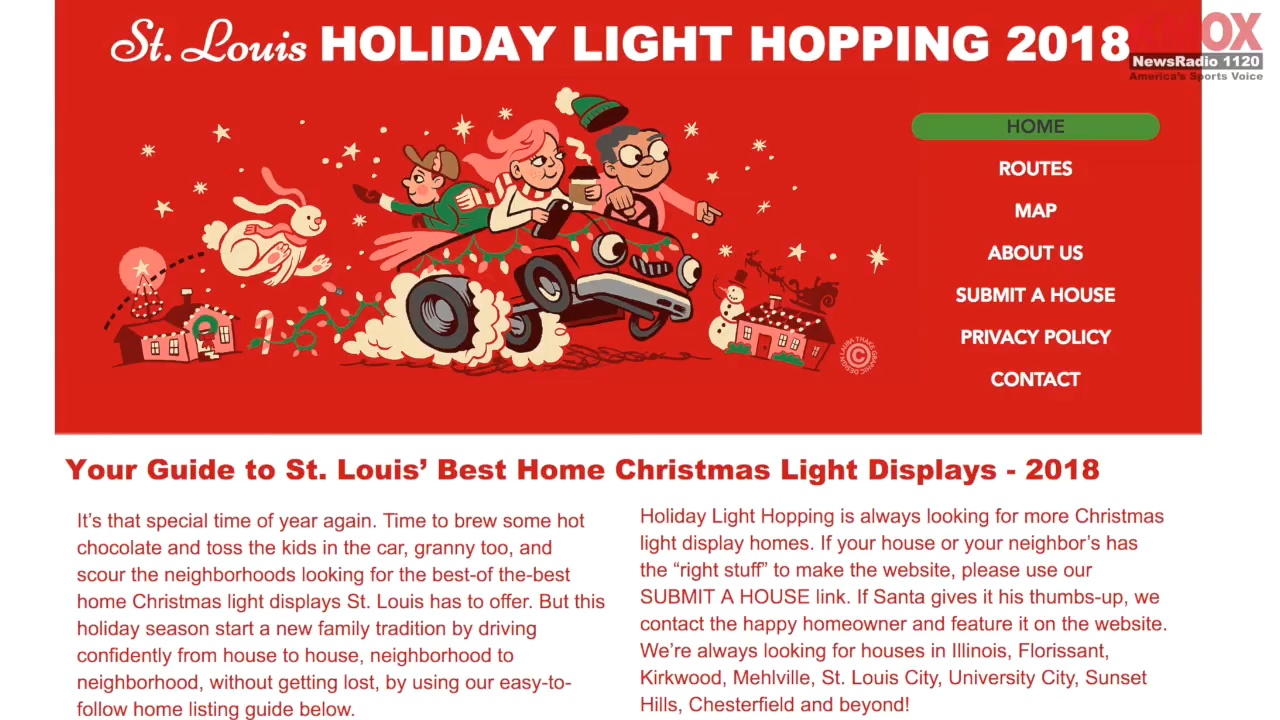 St. Louis HOLIDAY LIGHT HOPPING 2018
NewsRadio 1120
America's Sports Voice
HOME
ROUTES
MAP
ABOUT US
SUBMIT A HOUSE
PRIVACY POLICY
CONTACT
©
LAURA THAKE GRAPHIC DESIGN
Your Guide to St. Louis’ Best Home Christmas Light Displays - 2018
It’s that special time of year again. Time to brew some hot
chocolate and toss the kids in the car, granny too, and
scour the neighborhoods looking for the best-of the-best
home Christmas light displays St. Louis has to offer. But this
holiday season start a new family tradition by driving
confidently from house to house, neighborhood to
neighborhood, without getting lost, by using our easy-to-
follow home listing guide below.
Holiday Light Hopping is always looking for more Christmas
light display homes. If your house or your neighbor’s has
the “right stuff” to make the website, please use our
SUBMIT A HOUSE link. If Santa gives it his thumbs-up, we
contact the happy homeowner and feature it on the website.
We’re always looking for houses in Illinois, Florissant,
Kirkwood, Mehlville, St. Louis City, University City, Sunset
Hills, Chesterfield and beyond!